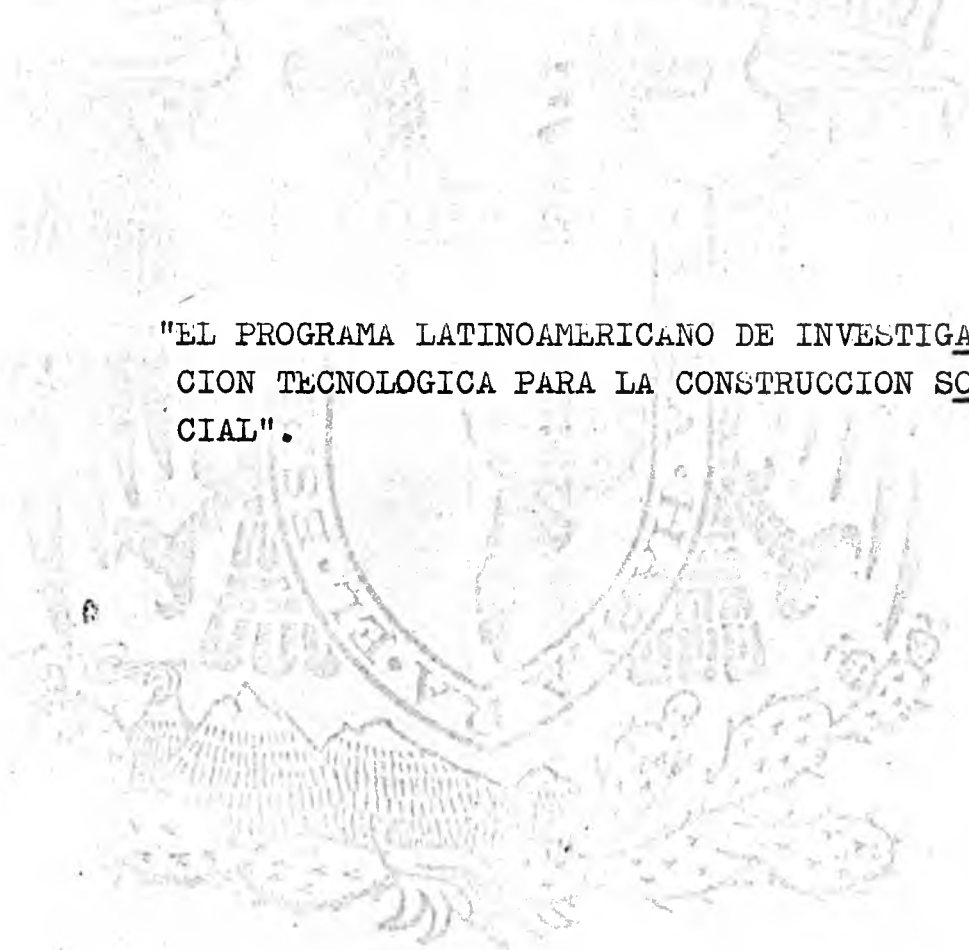 "EL PROGRAMA LATINOAMERICANO DE INVESTIGA
CION TECNOLOGICA PARA LA CONSTRUCCION SO
CIAL".